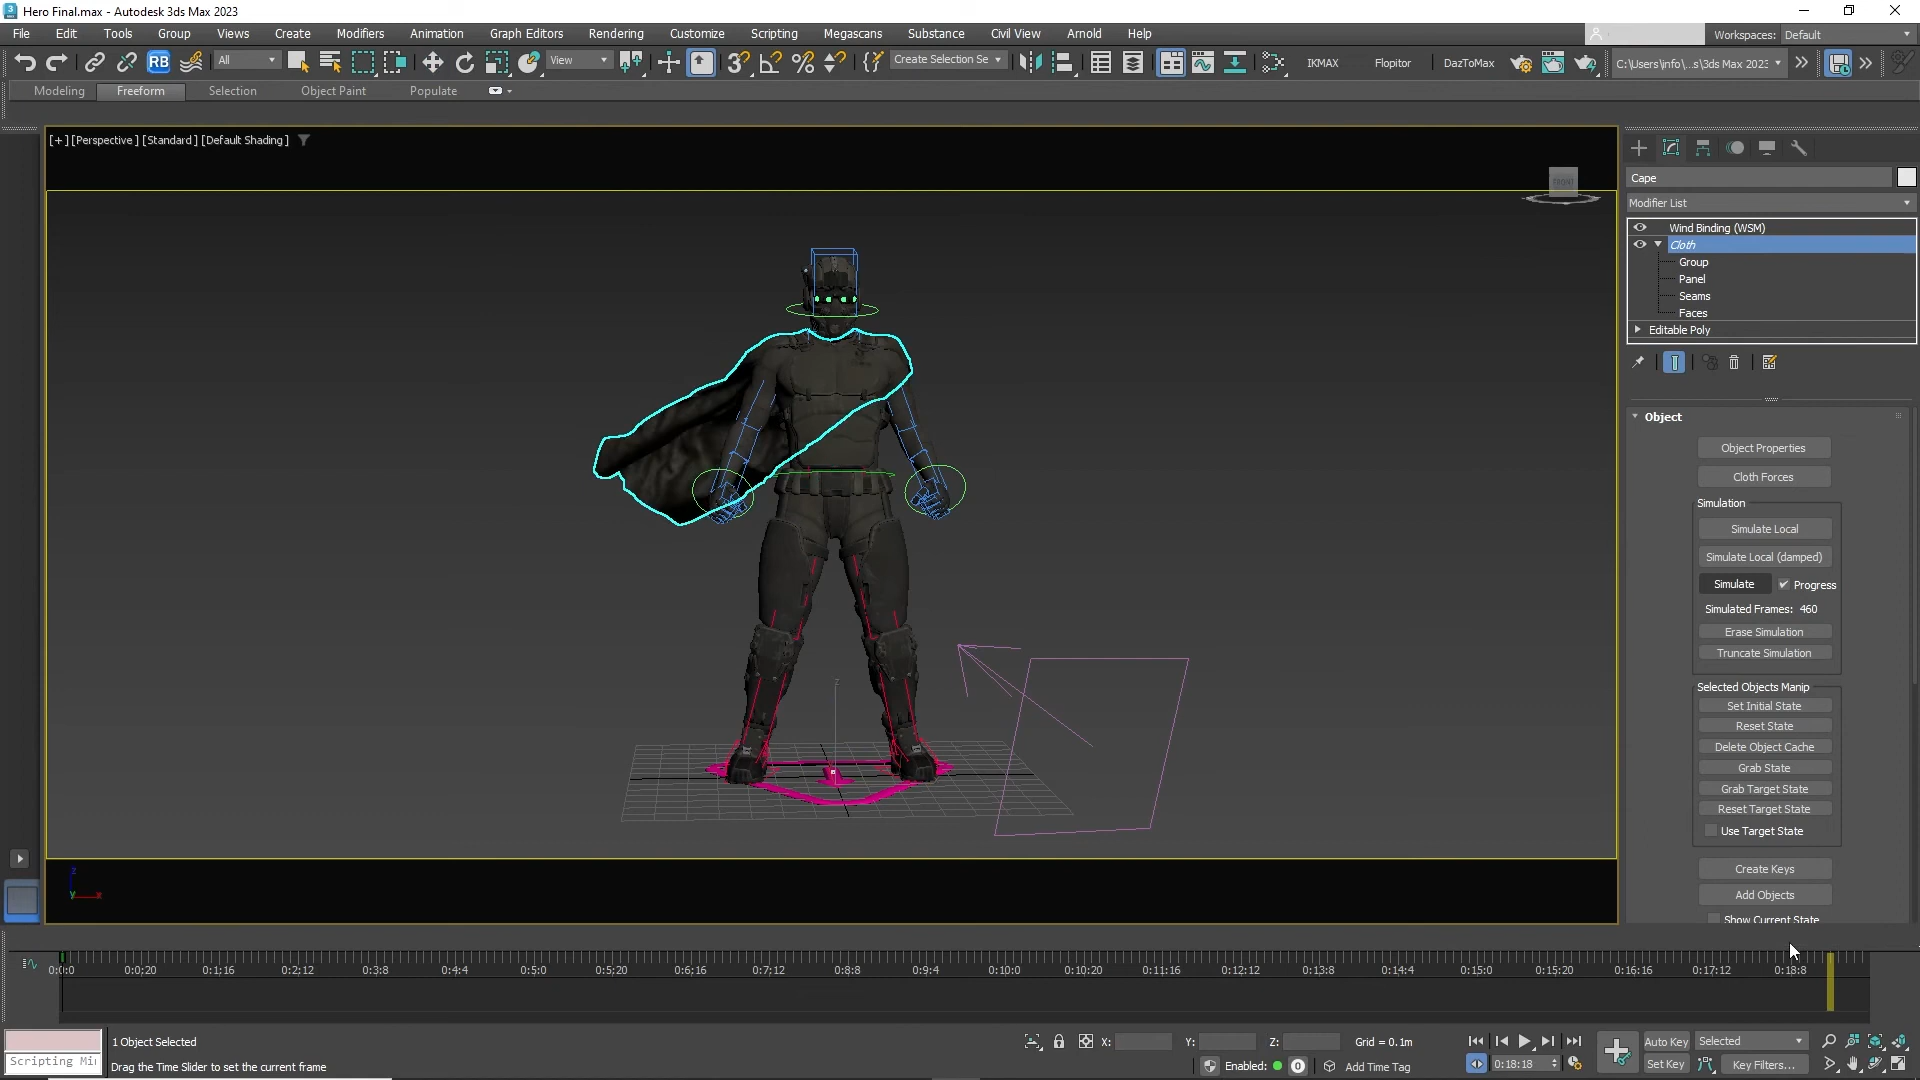 Hero Final.max - Autodesk 3ds Max 2023
File Edit Tools Group Views Create Modifiers Animation Graph Editors Rendering Customize Scripting Megascans Substance Civil View Arnold Help
Workspaces: Default
RB All View 3 Create Selection Se IKMAX Flopitor DazToMax C:\Users\info\...s\3ds Max 2023
Modeling Freeform Selection Object Paint Populate
[+] [Perspective] [Standard] [Default Shading]
FRONT
Cape
Modifier List
Wind Binding (WSM)
Cloth
Group
Panel
Seams
Faces
Editable Poly
Object
Object Properties
Cloth Forces
Simulation
Simulate Local
Simulate Local (damped)
Simulate Progress
Simulated Frames: 460
Erase Simulation
Truncate Simulation
Selected Objects Manip
Set Initial State
Reset State
Delete Object Cache
Grab State
Grab Target State
Reset Target State
Use Target State
Create Keys
Add Objects
Show Current State
z
z
y x
0:0:0 0:0;20 0:1;16 0:2;12 0:3:8 0:4:4 0:5:0 0:5;20 0:6;16 0:7;12 0:8:8 0:9:4 0:10:0 0:10;20 0:11:16 0:12:12 0:13:8 0:14:4 0:15:0 0:15:20 0:16:16 0:17:12 0:18:8
1 Object Selected
X: Y: Z: Grid = 0.1m
Auto Key Selected
Scripting Mi
Drag the Time Slider to set the current frame
Enabled: 0 Add Time Tag
0:18:18
Set Key Key Filters...